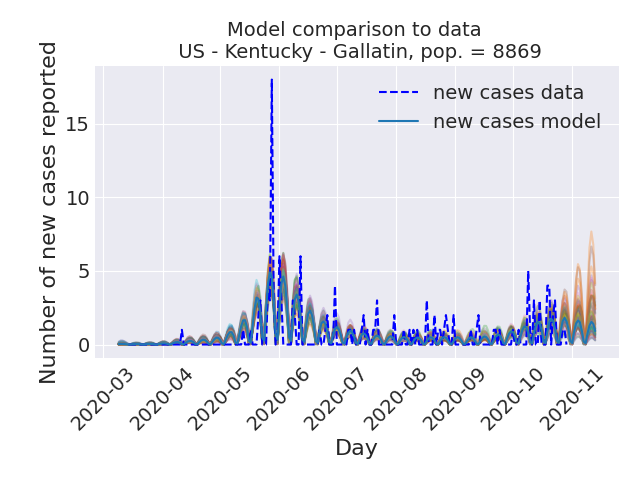 Model comparison to data
US - Kentucky - Gallatin, pop. = 8869
Number of new cases reported
15
10
5
0
new cases data
new cases model
2020-03
2020-04
2020-05
2020-06
2020-07
2020-08
2020-09
2020-10
2020-11
Day